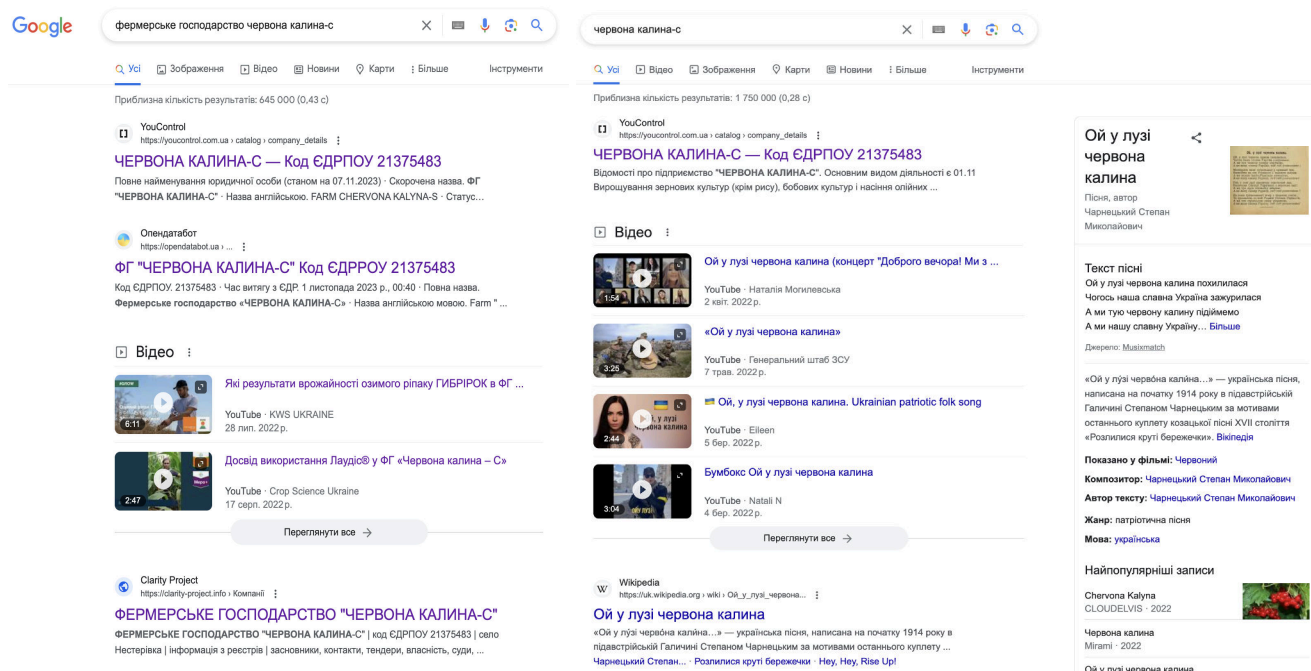 Google
фермерське господарство червона калина-с
Усі Зображення Відео Новини Карти Більше Інструменти
Приблизна кількість результатів: 645 000 (0,43 с)
YouControl
https://youcontrol.com.ua › catalog › company_details
ЧЕРВОНА КАЛИНА-С — Код ЄДРПОУ 21375483
Повне найменування юридичної особи (станом на 07.11.2023) · Скорочена назва. ФГ
"ЧЕРВОНА КАЛИНА-С" · Назва англійською. FARM CHERVONA KALYNA-S · Статус...
Опендатабот
https://opendatabot.ua › ...
ФГ "ЧЕРВОНА КАЛИНА-С" Код ЄДРРОУ 21375483
Код ЄДРПОУ. 21375483 · Час витягу з ЄДР. 1 листопада 2023 р., 00:40 · Повна назва.
Фермерське господарство «ЧЕРВОНА КАЛИНА-С» · Назва англійською мовою. Farm " ...
Відео
Які результати врожайності озимого ріпаку ГИБРІРОК в ФГ ...
YouTube · KWS UKRAINE
28 лип. 2022 р.
6:11
Досвід використання Лаудіс® у ФГ «Червона калина – С»
YouTube · Crop Science Ukraine
17 серп. 2022 р.
2:47
Переглянути все
Clarity Project
https://clarity-project.info › Компанії
ФЕРМЕРСЬКЕ ГОСПОДАРСТВО "ЧЕРВОНА КАЛИНА-С"
ФЕРМЕРСЬКЕ ГОСПОДАРСТВО "ЧЕРВОНА КАЛИНА-С" | код ЄДРПОУ 21375483 | село
Нестерівка | інформація з реєстрів | засновники, контакти, тендери, власність, суди, ...
червона калина-с
Усі Відео Зображення Карти Новини Більше Інструменти
Приблизна кількість результатів: 1 750 000 (0,28 с)
YouControl
https://youcontrol.com.ua › catalog › company_details
ЧЕРВОНА КАЛИНА-С — Код ЄДРПОУ 21375483
Відомості про підприємство "ЧЕРВОНА КАЛИНА-С". Основним видом діяльності є 01.11
Вирощування зернових культур (крім рису), бобових культур і насіння олійних ...
Відео
Ой у лузі червона калина (концерт "Доброго вечора! Ми з ...
YouTube · Наталія Могилевська
2 квіт. 2022 р.
1:54
«Ой у лузі червона калина»
YouTube · Генеральний штаб ЗСУ
7 трав. 2022 р.
3:25
🇺🇦 Ой, у лузі червона калина. Ukrainian patriotic folk song
YouTube · Eileen
5 бер. 2022 р.
2:44
Бумбокс Ой у лузі червона калина
YouTube · Natali N
4 бер. 2022 р.
3:04
Переглянути все
Wikipedia
https://uk.wikipedia.org › wiki › Ой_у_лузі_червона...
Ой у лузі червона калина
«Ой у лу́зі черво́на кали́на...» — українська пісня, написана на початку 1914 року в
підавстрійській Галичині Степаном Чарнецьким за мотивами останнього куплету ...
Чарнецький Степан... · Розлилися круті бережечки · Hey, Hey, Rise Up!
Ой у лузі
червона
калина
Пісня, автор
Чарнецький Степан
Миколайович
Текст пісні
Ой у лузі червона калина похилилася
Чогось наша славна Україна зажурилася
А ми тую червону калину підіймемо
А ми нашу славну Україну… Більше
Джерело: Musixmatch
«Ой у лу́зі черво́на кали́на...» — українська пісня,
написана на початку 1914 року в підавстрійській
Галичині Степаном Чарнецьким за мотивами
останнього куплету козацької пісні XVII століття
«Розлилися круті бережечки». Вікіпедія
Показано у фільмі: Червоний
Композитор: Чарнецький Степан Миколайович
Автор тексту: Чарнецький Степан Миколайович
Жанр: патріотична пісня
Мова: українська
Найпопулярніші записи
Chervona Kalyna
CLOUDELVIS · 2022
Червона калина
Mirami · 2022
Ой у лузі червона калина